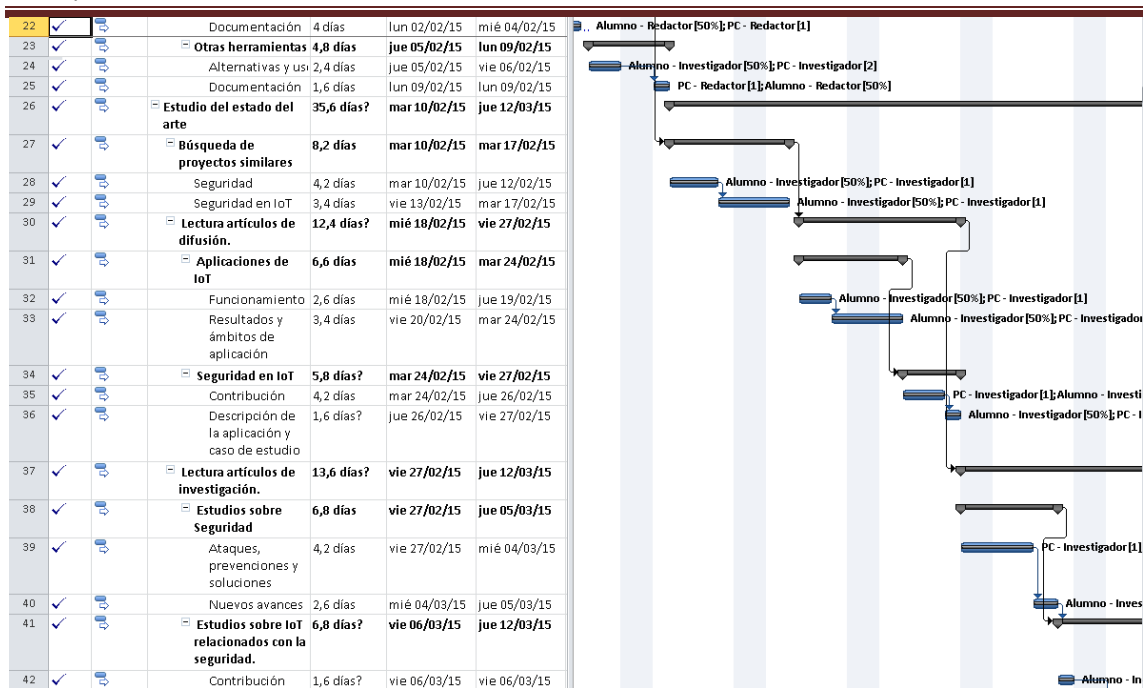 22 Documentación 4 días lun 02/02/15 mié 04/02/15 Alumno - Redactor[50%]; PC - Redactor[1]
23 Otras herramientas 4,8 días jue 05/02/15 lun 09/02/15
24 Alternativas y us 2,4 días jue 05/02/15 vie 06/02/15 Alumno - Investigador[50%]; PC - Investigador[2]
25 Documentación 1,6 días lun 09/02/15 lun 09/02/15 PC - Redactor[1];Alumno - Redactor[50%]
26 Estudio del estado del 35,6 días? mar 10/02/15 jue 12/03/15
arte
27 Búsqueda de 8,2 días mar 10/02/15 mar 17/02/15
proyectos similares
28 Seguridad 4,2 días mar 10/02/15 jue 12/02/15 Alumno - Investigador[50%]; PC - Investigador[1]
29 Seguridad en IoT 3,4 días vie 13/02/15 mar 17/02/15 Alumno - Investigador[50%]; PC - Investigador[1]
30 Lectura artículos de 12,4 días? mié 18/02/15 vie 27/02/15
difusión.
31 Aplicaciones de 6,6 días mié 18/02/15 mar 24/02/15
IoT
32 Funcionamiento 2,6 días mié 18/02/15 jue 19/02/15 Alumno - Investigador[50%]; PC - Investigador[1]
33 Resultados y 3,4 días vie 20/02/15 mar 24/02/15 Alumno - Investigador[50%]; PC - Investigador
ámbitos de
aplicación
34 Seguridad en IoT 5,8 días? mar 24/02/15 vie 27/02/15
35 Contribución 4,2 días mar 24/02/15 jue 26/02/15 PC - Investigador[1];Alumno - Investi
36 Descripción de 1,6 días? jue 26/02/15 vie 27/02/15 Alumno - Investigador[50%]; PC - I
la aplicación y
caso de estudio
37 Lectura artículos de 13,6 días? vie 27/02/15 jue 12/03/15
investigación.
38 Estudios sobre 6,8 días vie 27/02/15 jue 05/03/15
Seguridad
39 Ataques, 4,2 días vie 27/02/15 mié 04/03/15 PC - Investigador[1]
prevenciones y
soluciones
40 Nuevos avances 2,6 días mié 04/03/15 jue 05/03/15 Alumno - Inves
41 Estudios sobre IoT 6,8 días? vie 06/03/15 jue 12/03/15
relacionados con la
seguridad.
42 Contribución 1,6 días? vie 06/03/15 vie 06/03/15 Alumno - In